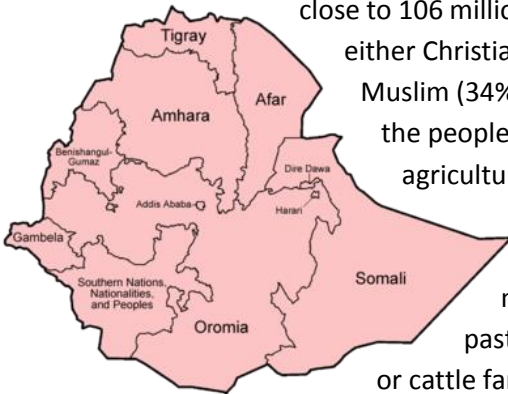 close to 106 millio
either Christia
Muslim (34%
the people
agricultu
r
past
or cattle far
Tigray
Afar
Amhara
Benishangul-
Gumaz
Dire Dawa
Addis Ababa
Harari
Gambela
Somali
Southern Nations,
Nationalities,
and Peoples
Oromia